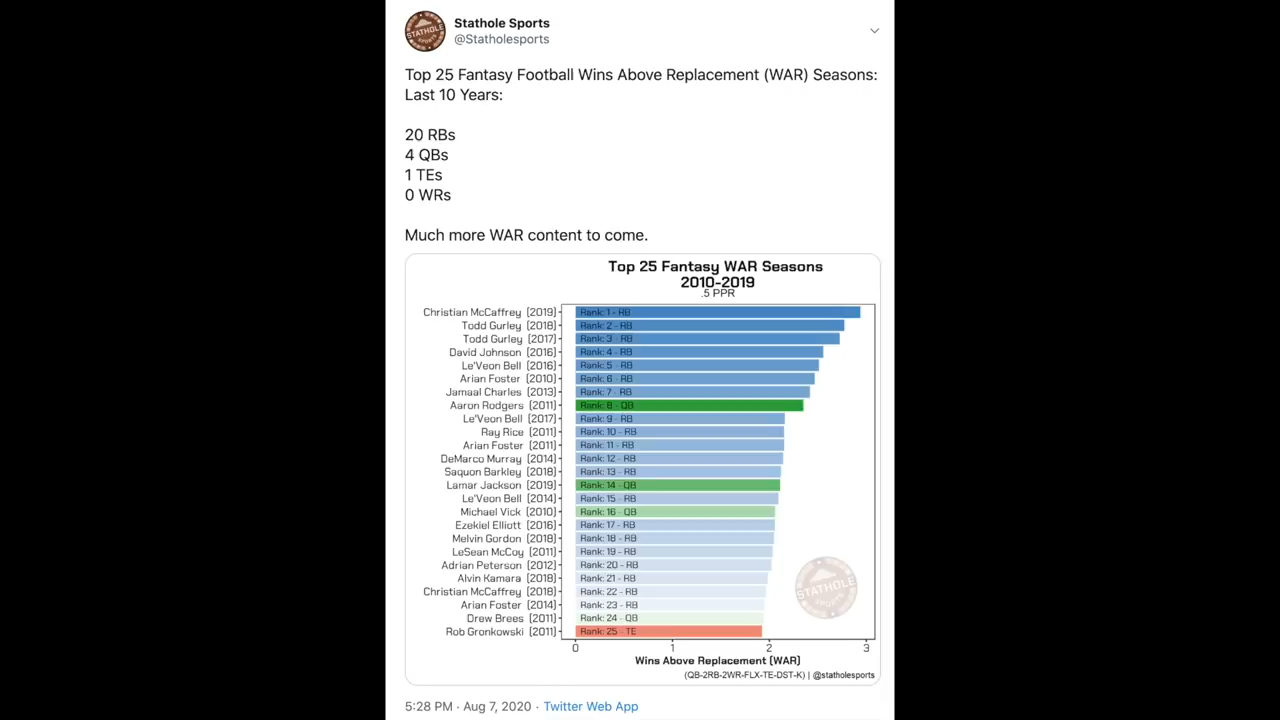 Stathole Sports
@Statholesports
Top 25 Fantasy Football Wins Above Replacement (WAR) Seasons:
Last 10 Years:
20 RBs
4 QBs
1 TEs
0 WRs
Much more WAR content to come.
Top 25 Fantasy WAR Seasons
2010-2019
.5 PPR
Christian McCaffrey (2019) Rank: 1 - RB
Todd Gurley (2018) Rank: 2 - RB
Todd Gurley (2017) Rank: 3 - RB
David Johnson (2016) Rank: 4 - RB
Le'Veon Bell (2016) Rank: 5 - RB
Arian Foster (2010) Rank: 6 - RB
Jamaal Charles (2013) Rank: 7 - RB
Aaron Rodgers (2011) Rank: 8 - QB
Le'Veon Bell (2017) Rank: 9 - RB
Ray Rice (2011) Rank: 10 - RB
Arian Foster (2011) Rank: 11 - RB
DeMarco Murray (2014) Rank: 12 - RB
Saquon Barkley (2018) Rank: 13 - RB
Lamar Jackson (2019) Rank: 14 - QB
Le'Veon Bell (2014) Rank: 15 - RB
Michael Vick (2010) Rank: 16 - QB
Ezekiel Elliott (2016) Rank: 17 - RB
Melvin Gordon (2018) Rank: 18 - RB
LeSean McCoy (2011) Rank: 19 - RB
Adrian Peterson (2012) Rank: 20 - RB
Alvin Kamara (2018) Rank: 21 - RB
Christian McCaffrey (2018) Rank: 22 - RB
Arian Foster (2014) Rank: 23 - RB
Drew Brees (2011) Rank: 24 - QB
Rob Gronkowski (2011) Rank: 25 - TE
STATHOLE
SPORTS
0 1 2 3
Wins Above Replacement (WAR)
(QB-2RB-2WR-FLX-TE-DST-K) | @statholesports
5:28 PM · Aug 7, 2020 · Twitter Web App